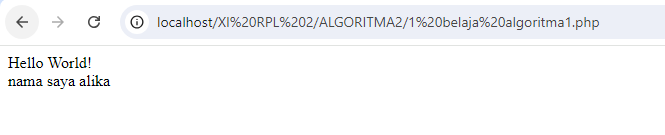 localhost/XI%20RPL%202/ALGORITMA2/1%20belaja%20algoritma1.php
Hello World!
nama saya alika